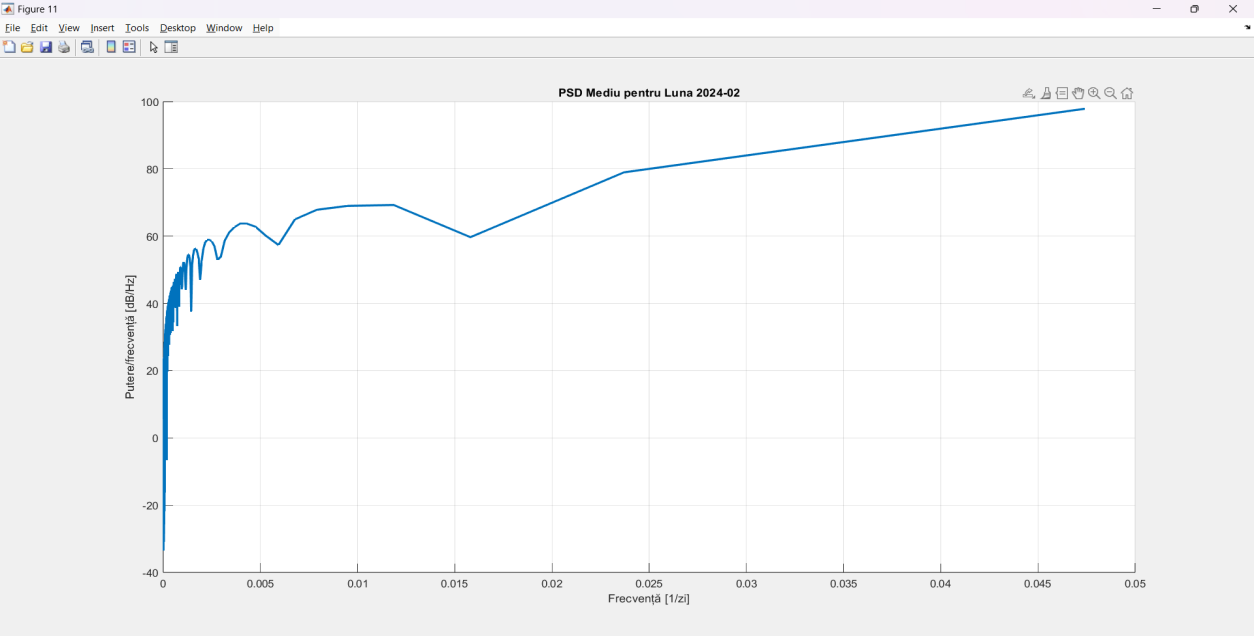 Figure 11
File Edit View Insert Tools Desktop Window Help
PSD Mediu pentru Luna 2024-02
100
80
60
40
20
0
-20
-40
Putere/frecvență [dB/Hz]
0 0.005 0.01 0.015 0.02 0.025 0.03 0.035 0.04 0.045 0.05
Frecvență [1/zi]